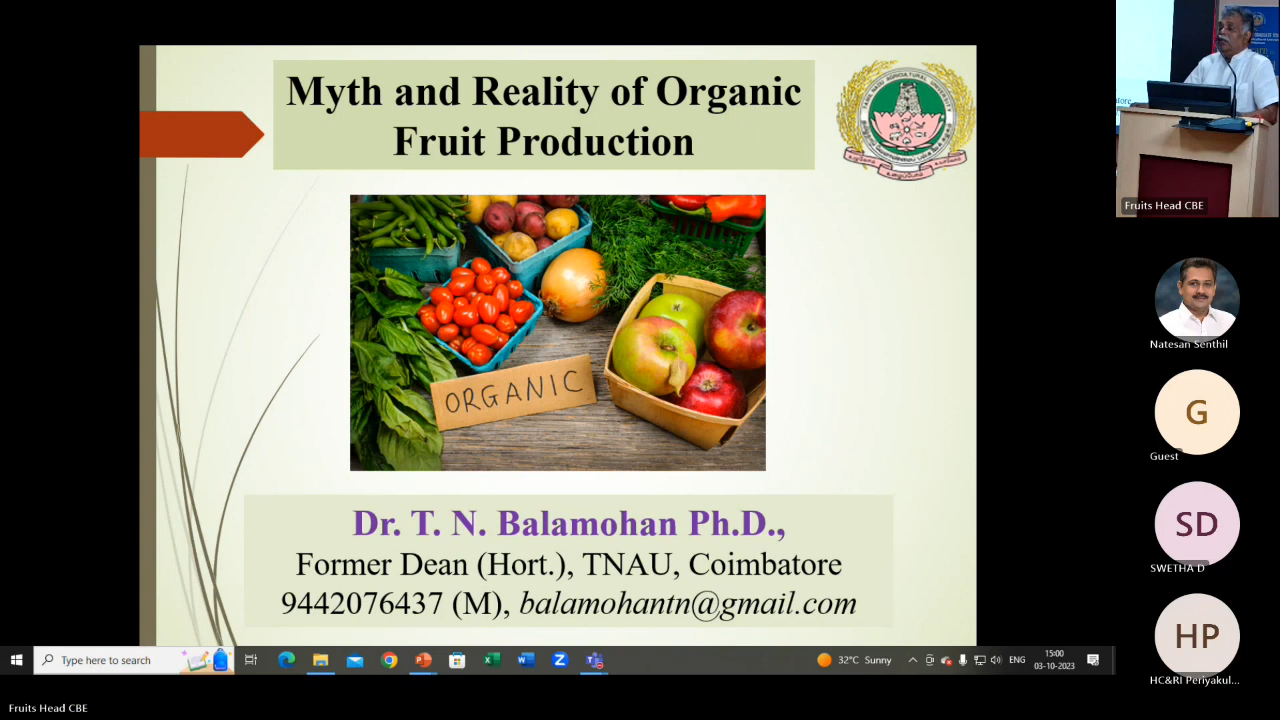 Myth and Reality of Organic
Fruit Production
ORGANIC
Dr. T. N. Balamohan Ph.D.,
Former Dean (Hort.), TNAU, Coimbatore
9442076437 (M), balamohantn@gmail.com
Type here to search
32°C Sunny
ENG
15:00
03-10-2023
Fruits Head CBE
Natesan Senthil
G
Guest
SD
SWETHA D
HP
HC&RI Periyakul...
Fruits Head CBE